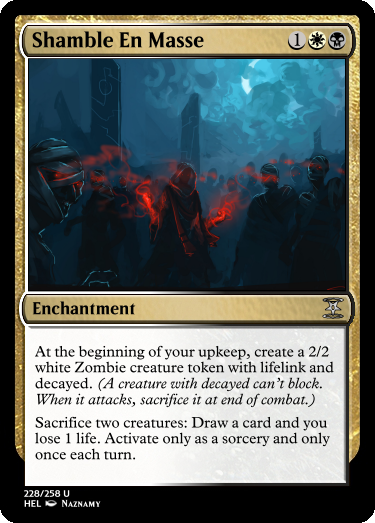 Shamble En Masse 1
Enchantment
At the beginning of your upkeep, create a 2/2
white Zombie creature token with lifelink and
decayed. (A creature with decayed can't block.
When it attacks, sacrifice it at end of combat.)
Sacrifice two creatures: Draw a card and you
lose 1 life. Activate only as a sorcery and only
once each turn.
228/258 U
HEL Naznamy